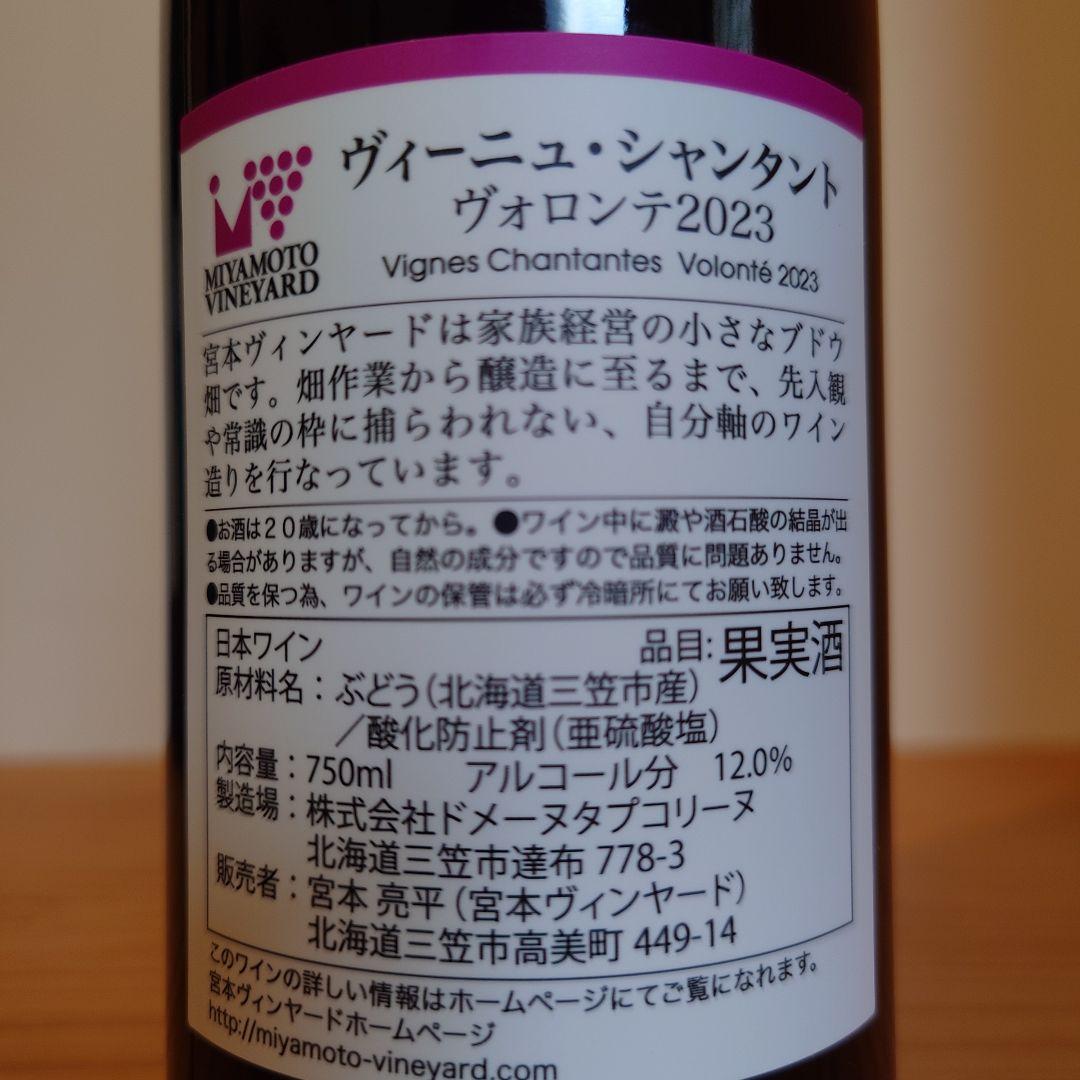 MIYAMOTO
VINEYARD
ヴィーニュ・シャンタント
ヴォロンテ2023
Vignes Chantantes Volonté 2023
宮本ヴィンヤードは家族経営の小さなブドウ
畑です。畑作業から醸造に至るまで、先入観
や常識の枠に捕らわれない、自分軸のワイン
造りを行なっています。
●お酒は２０歳になってから。●ワイン中に澱や酒石酸の結晶が出
る場合がありますが、自然の成分ですので品質に問題ありません。
●品質を保つ為、ワインの保管は必ず冷暗所にてお願い致します。
日本ワイン 品目:果実酒
原材料名：ぶどう（北海道三笠市産）
／酸化防止剤（亜硫酸塩）
内容量：750ml アルコール分 12.0%
製造場：株式会社ドメーヌタプコリーヌ
北海道三笠市達布 778-3
販売者：宮本 亮平（宮本ヴィンヤード）
北海道三笠市高美町 449-14
このワインの詳しい情報はホームページにてご覧になれます。
宮本ヴィンヤードホームページ
http://miyamoto-vineyard.com